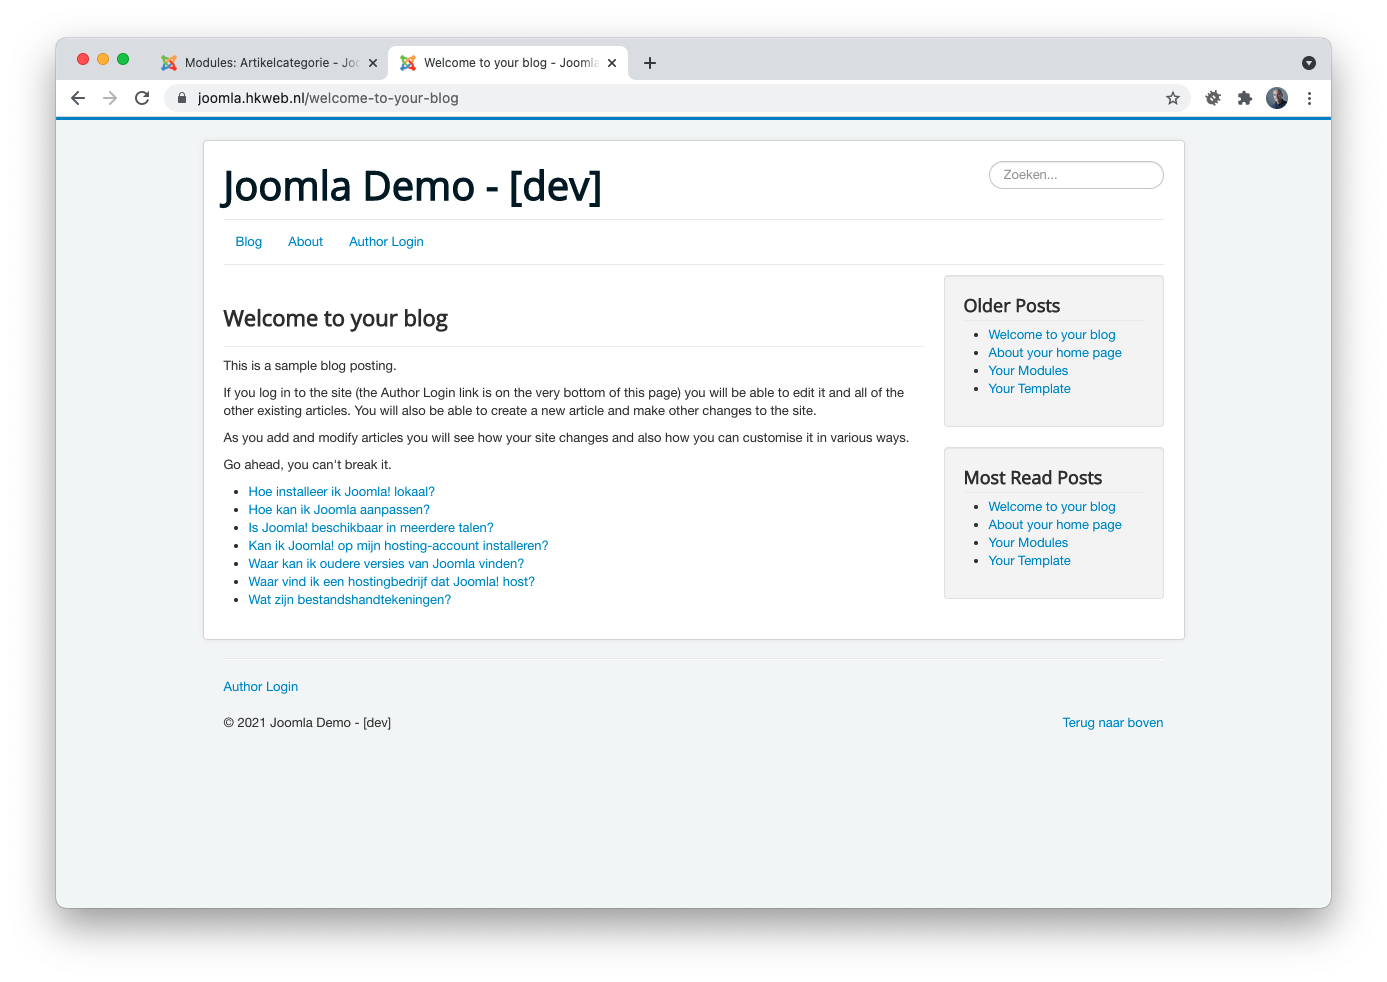 Modules: Artikelcategorie - Joo
Welcome to your blog - Joomla
joomla.hkweb.nl/welcome-to-your-blog
Joomla Demo - [dev]
Zoeken...
Blog
About
Author Login
Welcome to your blog
This is a sample blog posting.
If you log in to the site (the Author Login link is on the very bottom of this page) you will be able to edit it and all of the
other existing articles. You will also be able to create a new article and make other changes to the site.
As you add and modify articles you will see how your site changes and also how you can customise it in various ways.
Go ahead, you can't break it.
Hoe installeer ik Joomla! lokaal?
Hoe kan ik Joomla aanpassen?
Is Joomla! beschikbaar in meerdere talen?
Kan ik Joomla! op mijn hosting-account installeren?
Waar kan ik oudere versies van Joomla vinden?
Waar vind ik een hostingbedrijf dat Joomla! host?
Wat zijn bestandshandtekeningen?
Older Posts
Welcome to your blog
About your home page
Your Modules
Your Template
Most Read Posts
Welcome to your blog
About your home page
Your Modules
Your Template
Author Login
© 2021 Joomla Demo - [dev]
Terug naar boven